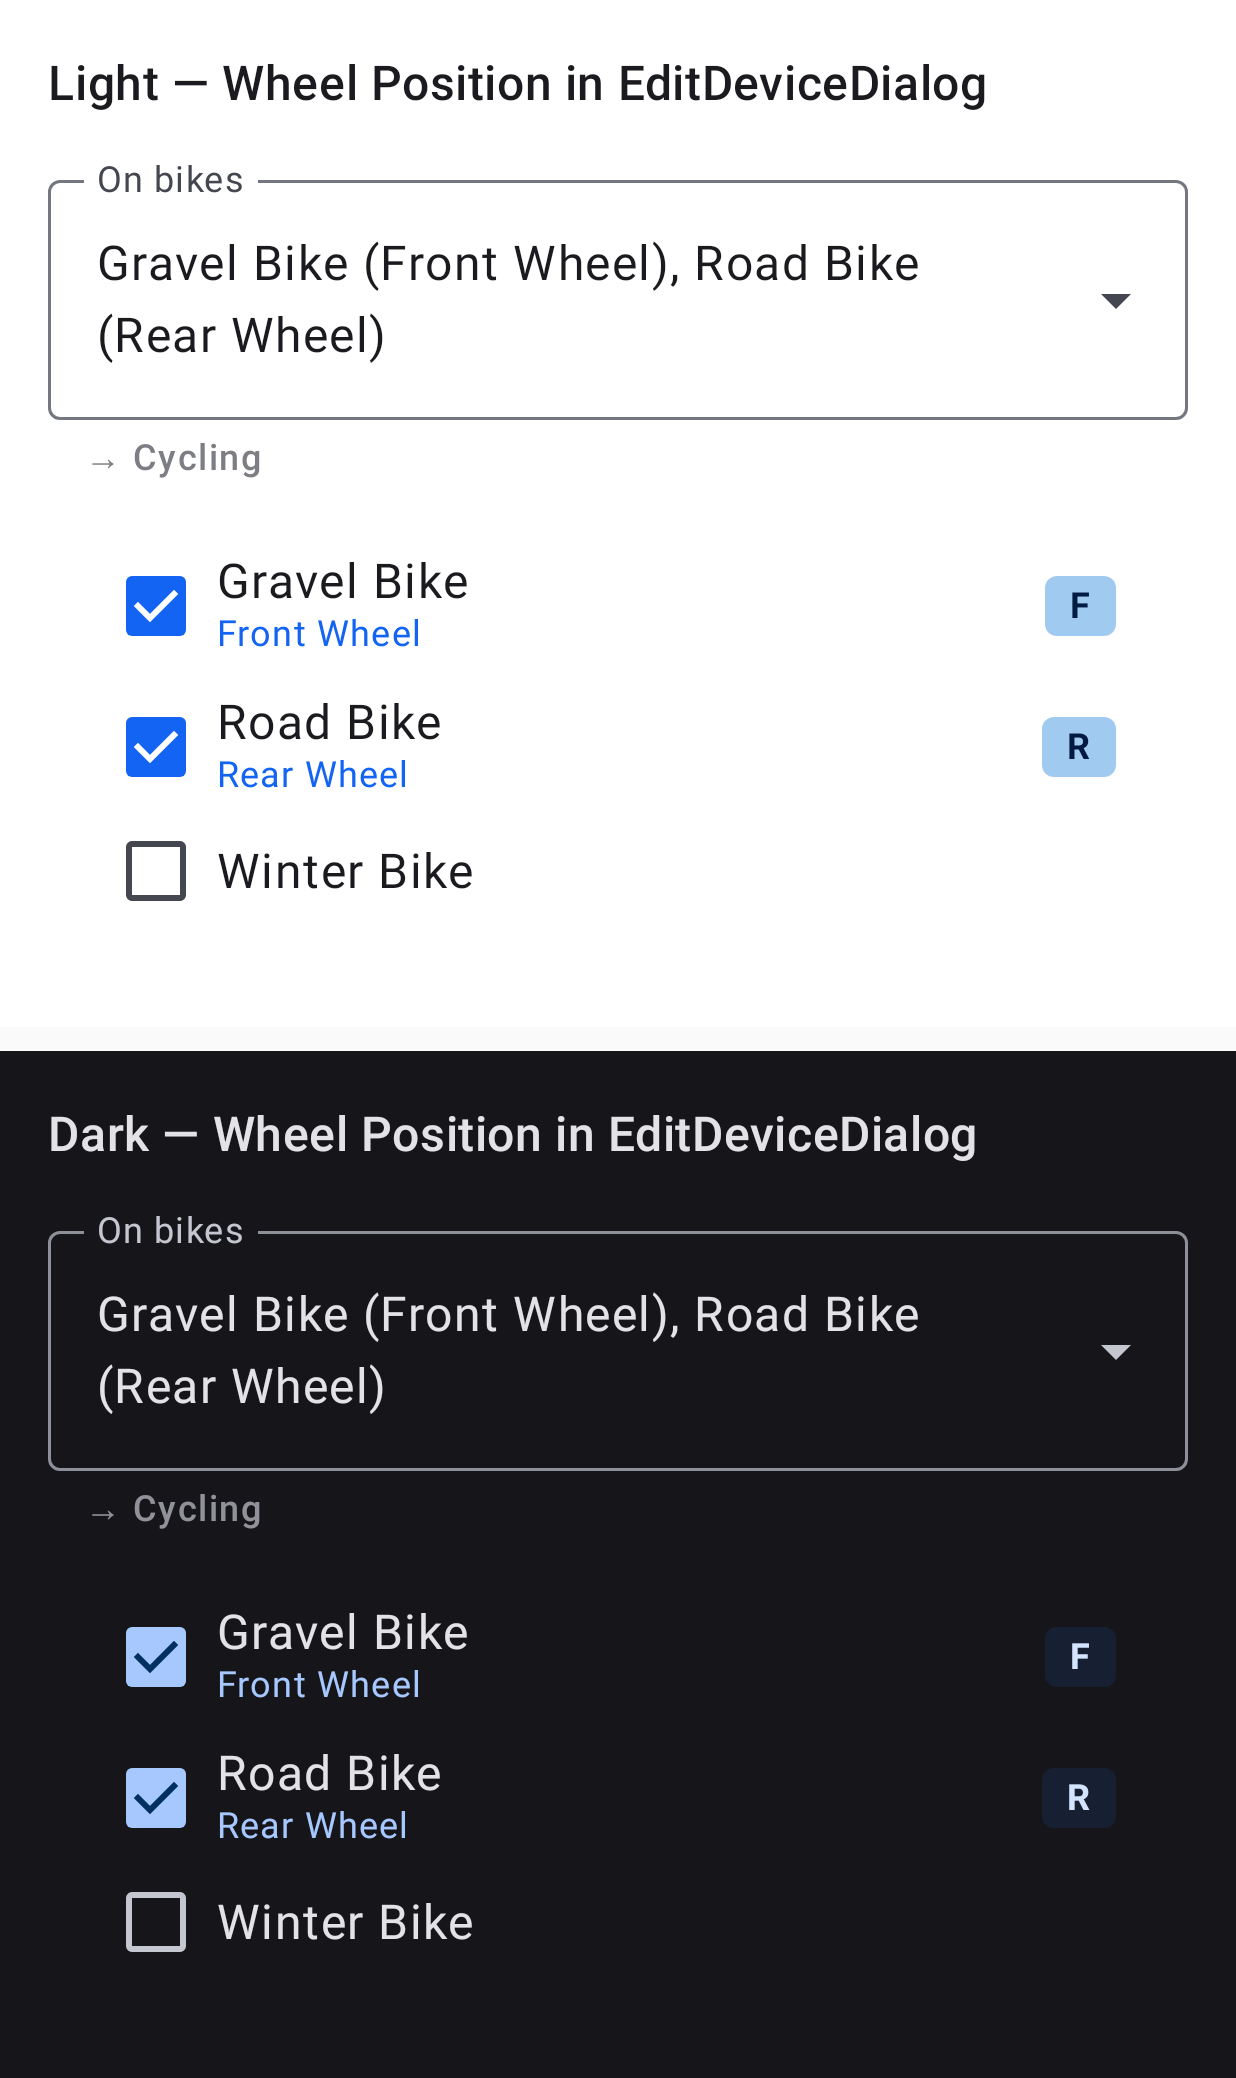 Light — Wheel Position in EditDeviceDialog
On bikes
Gravel Bike (Front Wheel), Road Bike
(Rear Wheel)
→ Cycling
Gravel Bike
Front Wheel
F
Road Bike
Rear Wheel
R
Winter Bike
Dark — Wheel Position in EditDeviceDialog
On bikes
Gravel Bike (Front Wheel), Road Bike
(Rear Wheel)
→ Cycling
Gravel Bike
Front Wheel
F
Road Bike
Rear Wheel
R
Winter Bike